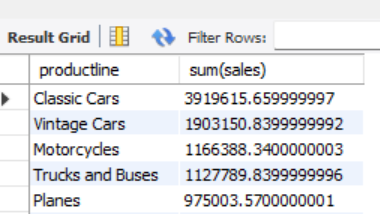 Result Grid Filter Rows:
productline sum(sales)
Classic Cars 3919615.659999997
Vintage Cars 1903150.8399999992
Motorcycles 1166388.3400000003
Trucks and Buses 1127789.8399999996
Planes 975003.5700000001